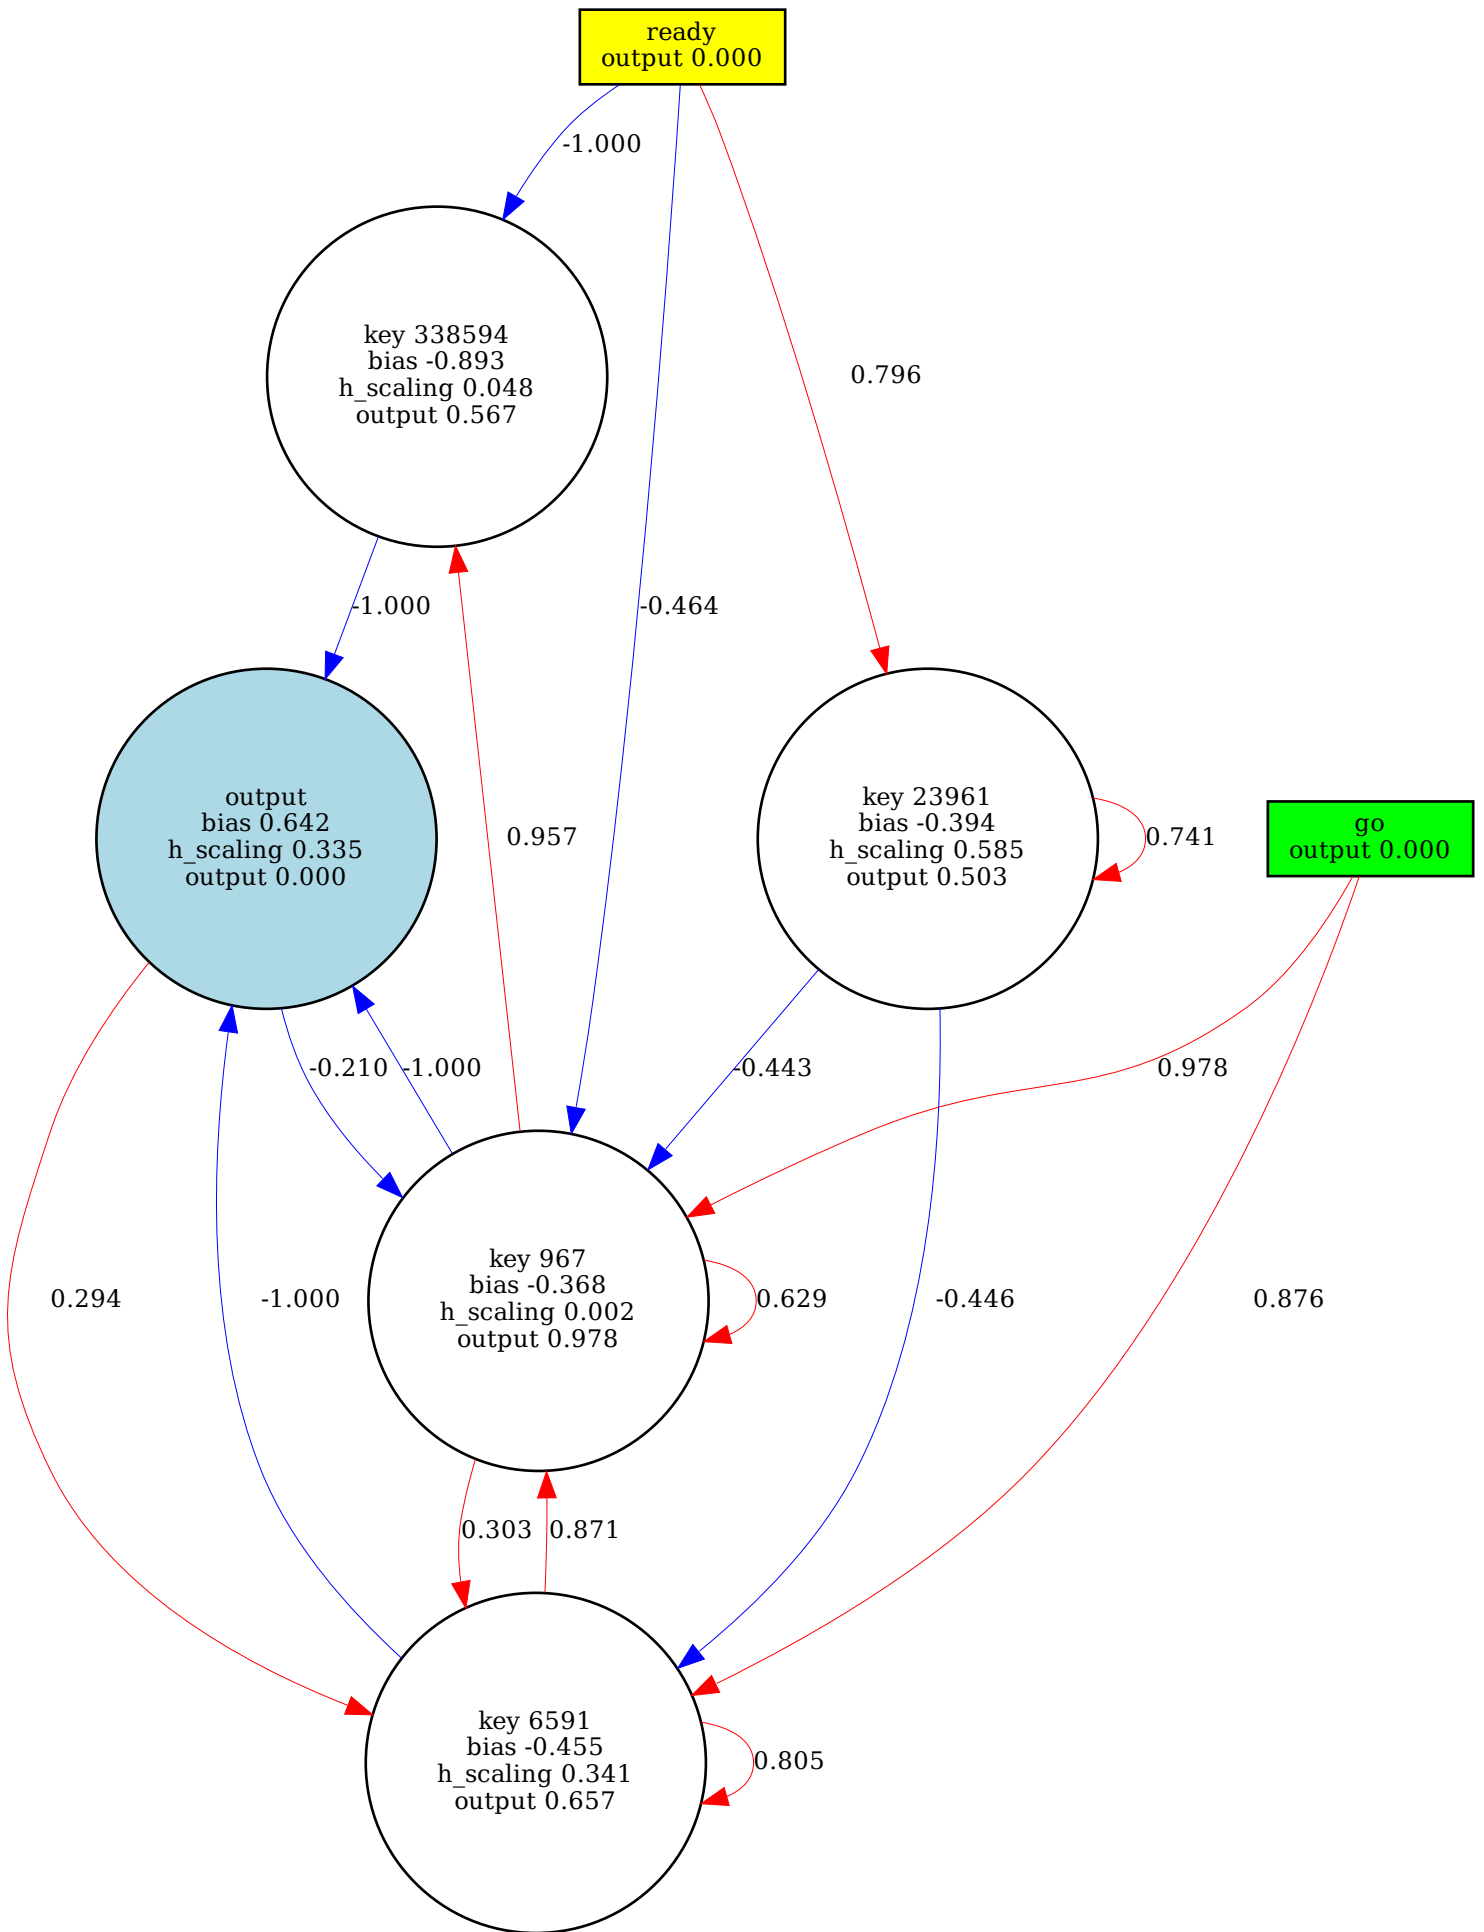 ready
output 0.000
-1.000
key 338594
bias -0.893
h_scaling 0.048
output 0.567
0.796
-1.000
-0.464
output
bias 0.642
h_scaling 0.335
output 0.000
0.957
key 23961
bias -0.394
h_scaling 0.585
output 0.503
0.741
go
output 0.000
-0.210
-1.000
-0.443
0.978
0.294
-1.000
key 967
bias -0.368
h_scaling 0.002
output 0.978
0.629
-0.446
0.876
0.303
0.871
key 6591
bias -0.455
h_scaling 0.341
output 0.657
0.805